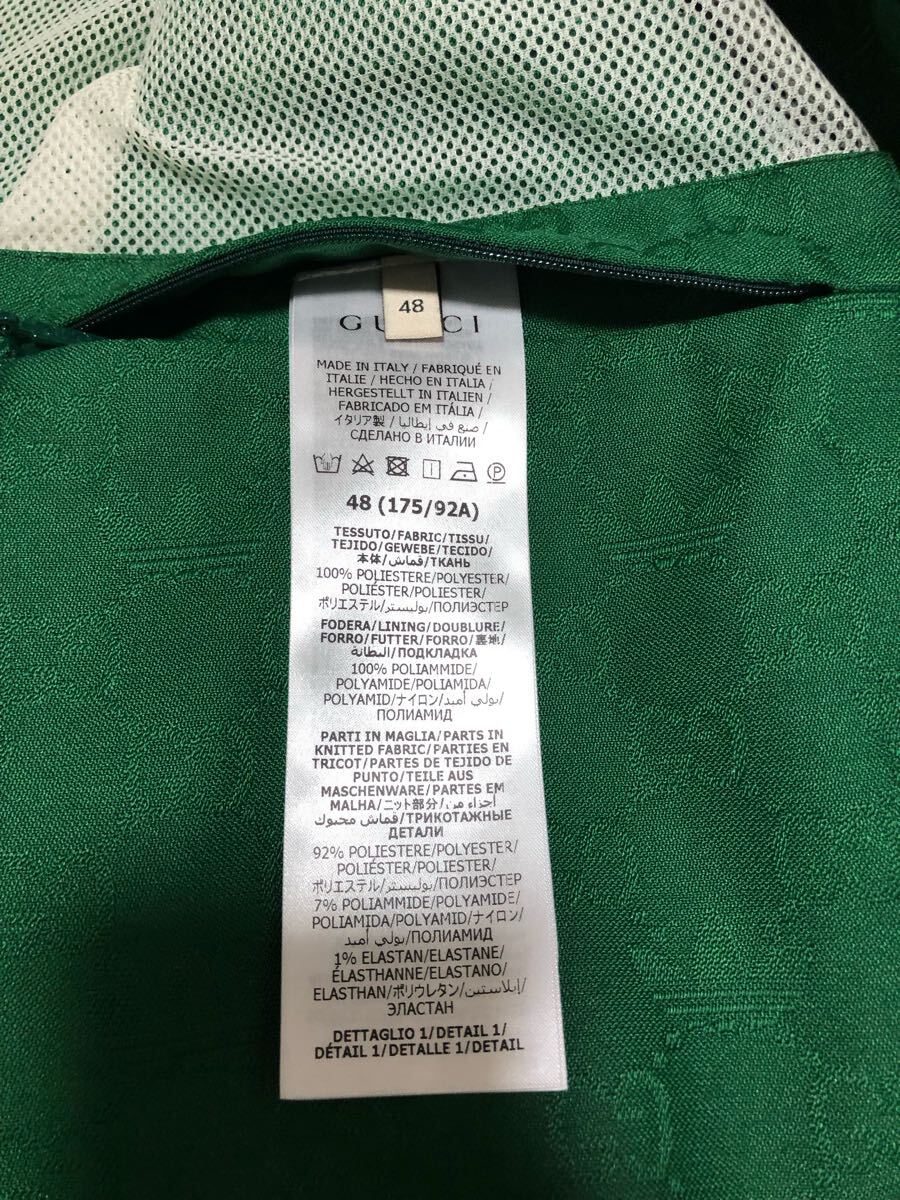 48
MADE IN ITALY / FABRIQUÉ EN
ITALIE / HECHO EN ITALIA /
HERGESTELLT IN ITALIEN /
FABRICADO EM ITÁLIA /
イタリア製 / صنع في إيطاليا /
СДЕЛАНО В ИТАЛИИ
P
48 (175/92A)
TESSUTO/FABRIC/TISSU/
TEJIDO/GEWEBE/TECIDO/
本体/قماش/ТКАНЬ
100% POLIESTERE/POLYESTER/
POLIÉSTER/POLIÉSTER/
ポリエステル/بوليستر/ПОЛИЭСТЕР
FODERA/LINING/DOUBLURE/
FORRO/FUTTER/FORRO/裏地/
البطانة/ПОДКЛАДКА
100% POLIAMMIDE/
POLYAMIDE/POLIAMIDA/
POLYAMID/ナイロン/بولي أميد/
ПОЛИАМИД
PARTI IN MAGLIA/PARTS IN
KNITTED FABRIC/PARTIES EN
TRICOT/PARTES DE TEJIDO DE
PUNTO/TEILE AUS
MASCHENWARE/PARTES EM
MALHA/ニット部分/أجزاء من
قماش محبوك/ТРИКОТАЖНЫЕ
ДЕТАЛИ
92% POLIESTERE/POLYESTER/
POLIÉSTER/POLIÉSTER/
ポリエステル/بوليستر/ПОЛИЭСТЕР
7% POLIAMMIDE/POLYAMIDE/
POLIAMIDA/POLYAMID/ナイロン/
بولي أميد/ПОЛИАМИД
1% ELASTAN/ELASTANE/
ÉLASTHANNE/ELASTANO/
ELASTHAN/ポリウレタン/إيلاستين/
ЭЛАСТАН
DETTAGLIO 1/DETAIL 1/
DÉTAIL 1/DETALLE 1/DETAIL